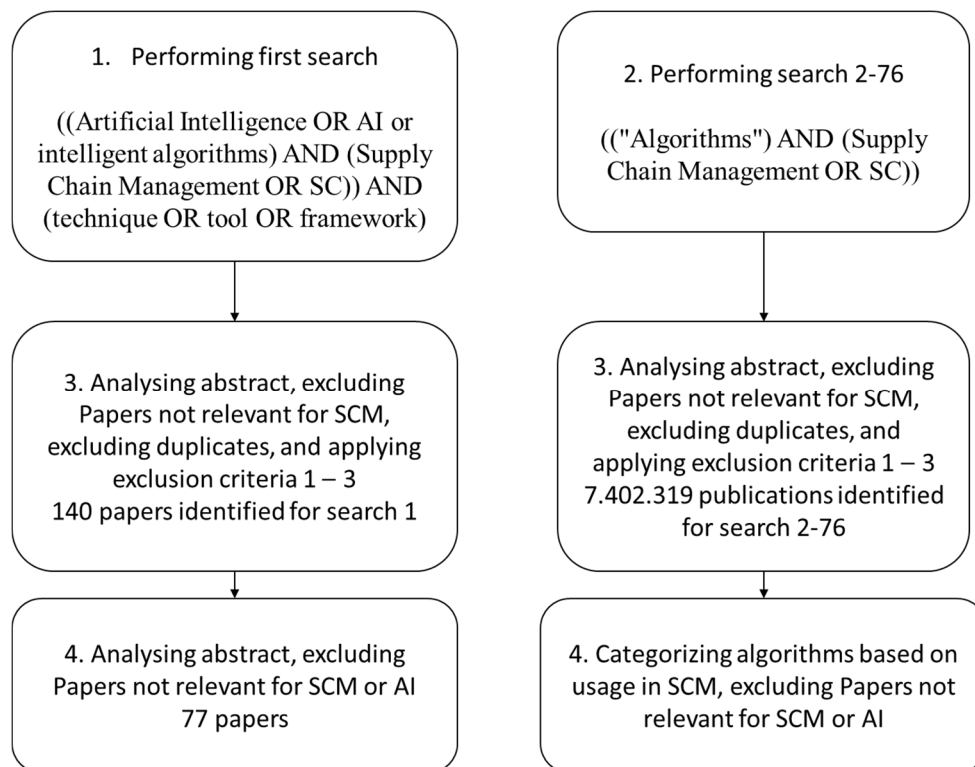 1. Performing first search
((Artificial Intelligence OR AI or
intelligent algorithms) AND (Supply
Chain Management OR SC)) AND
(technique OR tool OR framework)
2. Performing search 2-76
(("Algorithms") AND (Supply
Chain Management OR SC))
3. Analysing abstract, excluding
Papers not relevant for SCM,
excluding duplicates, and applying
exclusion criteria 1 – 3
140 papers identified for search 1
3. Analysing abstract, excluding
Papers not relevant for SCM,
excluding duplicates, and
applying exclusion criteria 1 – 3
7.402.319 publications identified
for search 2-76
4. Analysing abstract, excluding
Papers not relevant for SCM or AI
77 papers
4. Categorizing algorithms based on
usage in SCM, excluding Papers not
relevant for SCM or AI